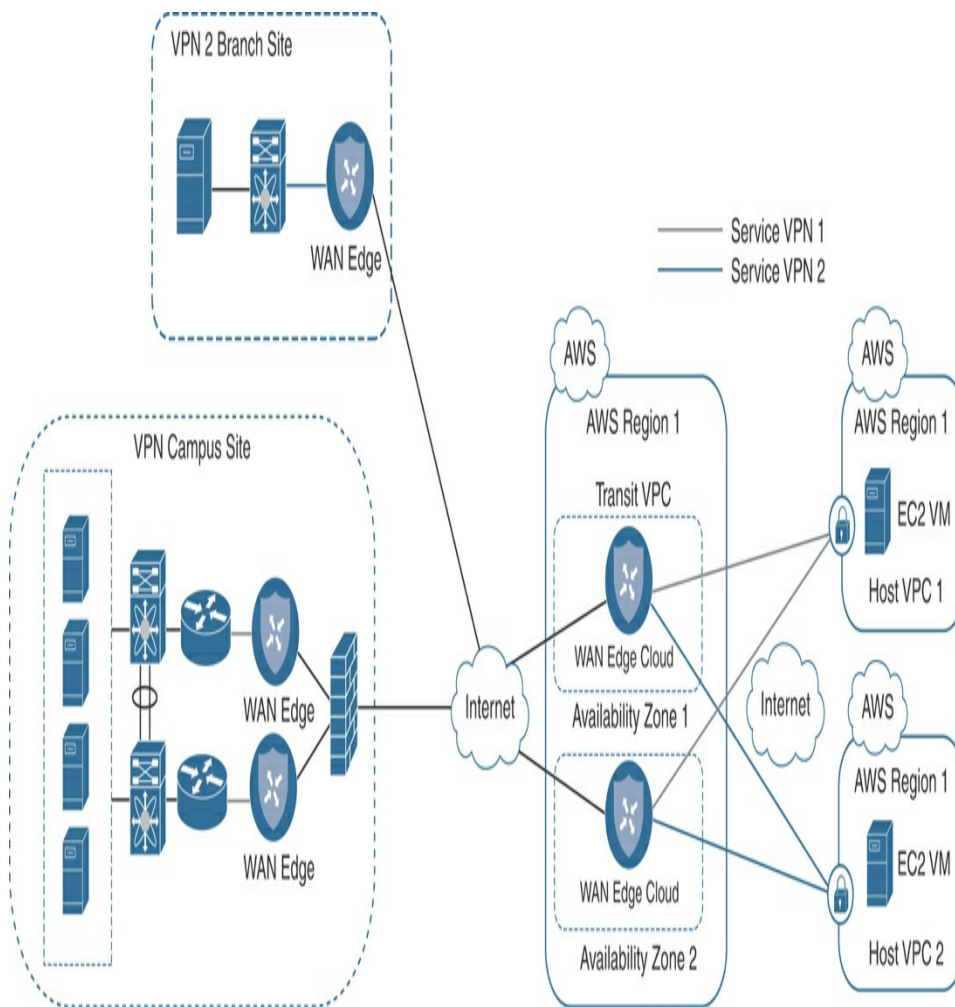 VPN 2 Branch Site
WAN Edge
Service VPN 1
Service VPN 2
AWS
AWS Region 1
Transit VPC
WAN Edge Cloud
Availability Zone 1
WAN Edge Cloud
Availability Zone 2
AWS
AWS Region 1
EC2 VM
Host VPC 1
Internet
AWS
AWS Region 1
EC2 VM
Host VPC 2
VPN Campus Site
WAN Edge
WAN Edge
Internet